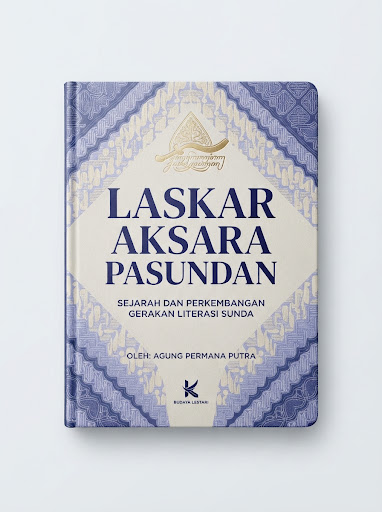 LASKAR
AKSARA
PASUNDAN
SEJARAH DAN PERKEMBANGAN
GERAKAN LITERASI SUNDA
OLEH: AGUNG PERMANA PUTRA
BUDAYA LESTARI